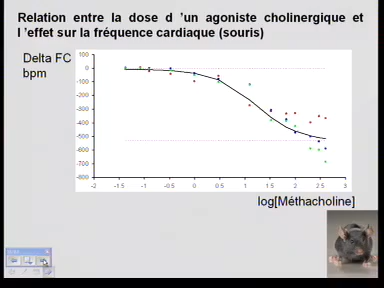 Relation entre la dose d 'un agoniste cholinergique et
l 'effet sur la fréquence cardiaque (souris)
Delta FC
bpm
100
0
-100
-200
-300
-400
-500
-600
-700
-800
-2 -1.5 -1 -0.5 0 0.5 1 1.5 2 2.5 3
log[Méthacholine]